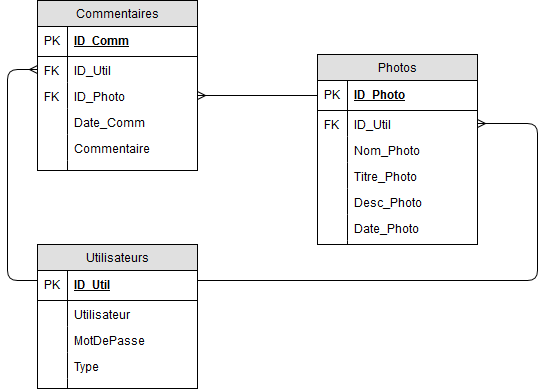 Commentaires
PK ID_Comm
FK ID_Util
FK ID_Photo
Date_Comm
Commentaire
Photos
PK ID_Photo
FK ID_Util
Nom_Photo
Titre_Photo
Desc_Photo
Date_Photo
Utilisateurs
PK ID_Util
Utilisateur
MotDePasse
Type